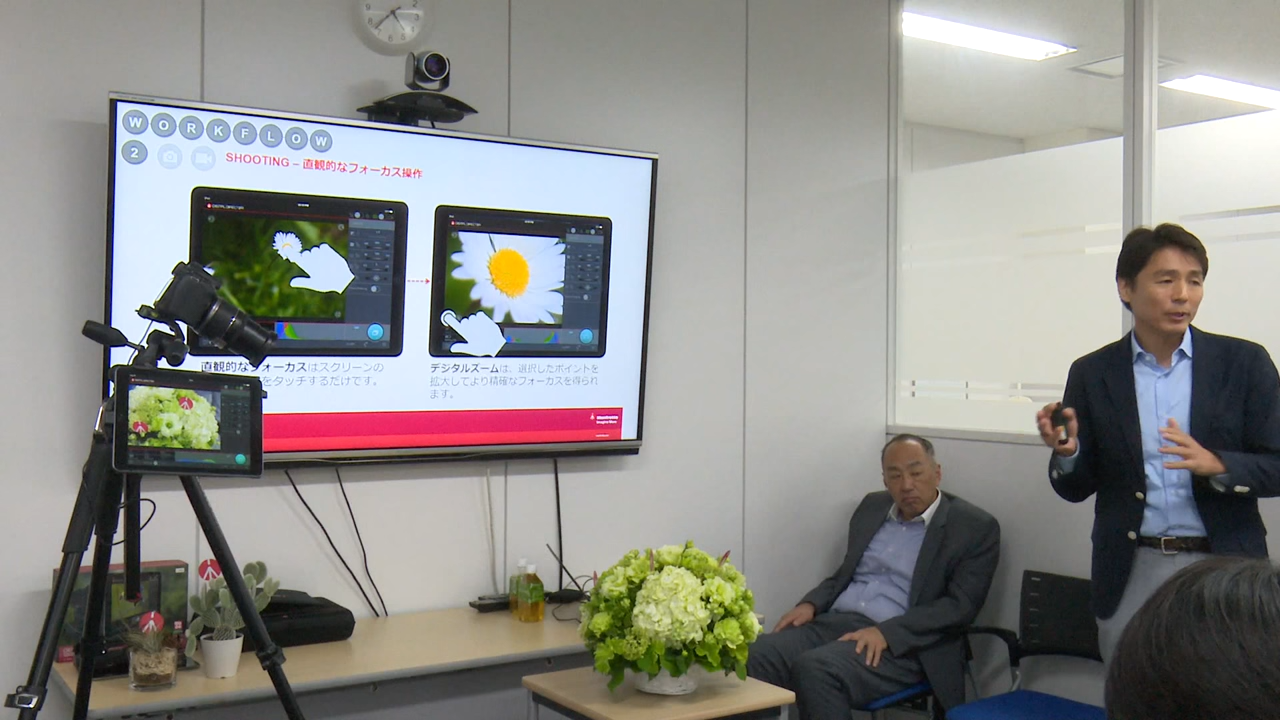 WORKFLOW
2
SHOOTING – 直観的なフォーカス操作
直観的なフォーカスはスクリーンの
をタッチするだけです。
デジタルズームは、選択したポイントを
拡大してより精確なフォーカスを得られ
ます。
Manfrotto
Imagine More